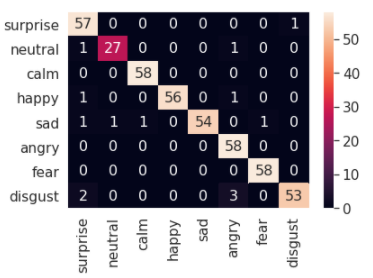 surprise 57 0 0 0 0 0 0 1
neutral 1 27 0 0 0 1 0 0
calm 0 0 58 0 0 0 0 0
happy 1 0 0 56 0 1 0 0
sad 1 1 1 0 54 0 1 0
angry 0 0 0 0 0 58 0 0
fear 0 0 0 0 0 0 58 0
disgust 2 0 0 0 0 3 0 53
surprise
neutral
calm
happy
sad
angry
fear
disgust
50
40
30
20
10
0